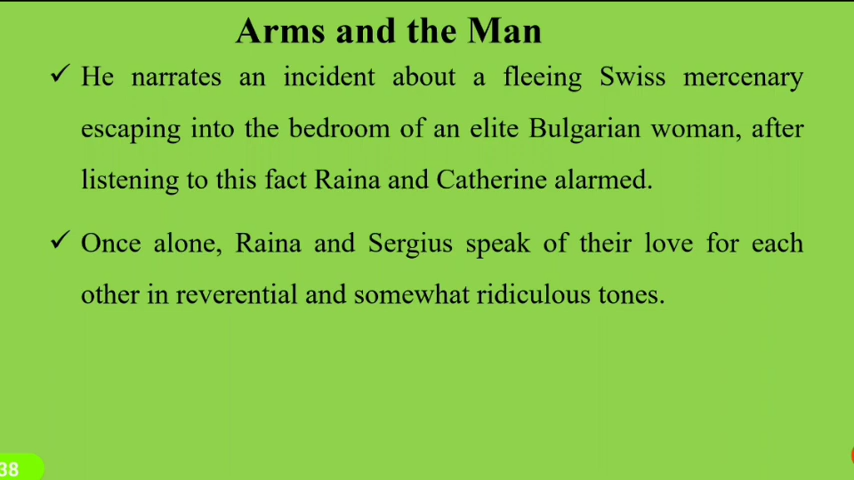 Arms and the Man
✓ He narrates an incident about a fleeing Swiss mercenary
escaping into the bedroom of an elite Bulgarian woman, after
listening to this fact Raina and Catherine alarmed.
✓ Once alone, Raina and Sergius speak of their love for each
other in reverential and somewhat ridiculous tones.
38